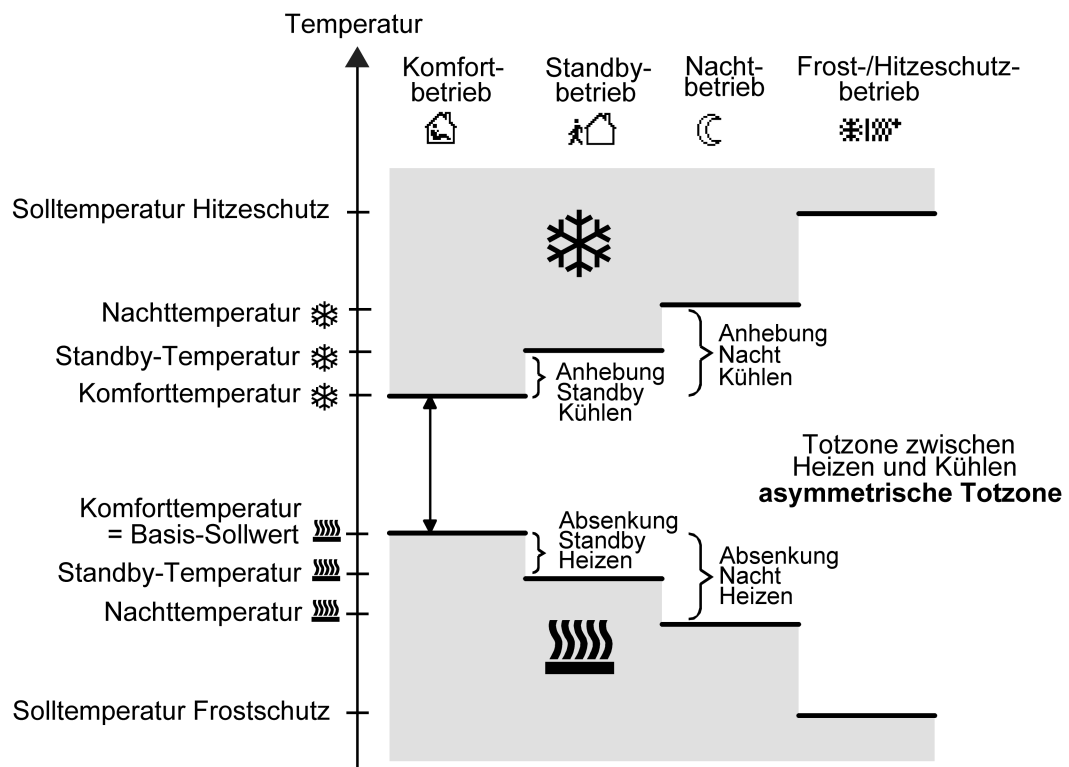 Temperatur
Komfort-
betrieb
Standby-
betrieb
Nacht-
betrieb
Frost-/Hitzeschutz-
betrieb
Solltemperatur Hitzeschutz
Nachttemperatur
Standby-Temperatur
Komforttemperatur
Anhebung
Standby
Kühlen
Anhebung
Nacht
Kühlen
Totzone zwischen
Heizen und Kühlen
asymmetrische Totzone
Komforttemperatur
= Basis-Sollwert
Standby-Temperatur
Nachttemperatur
Absenkung
Standby
Heizen
Absenkung
Nacht
Heizen
Solltemperatur Frostschutz